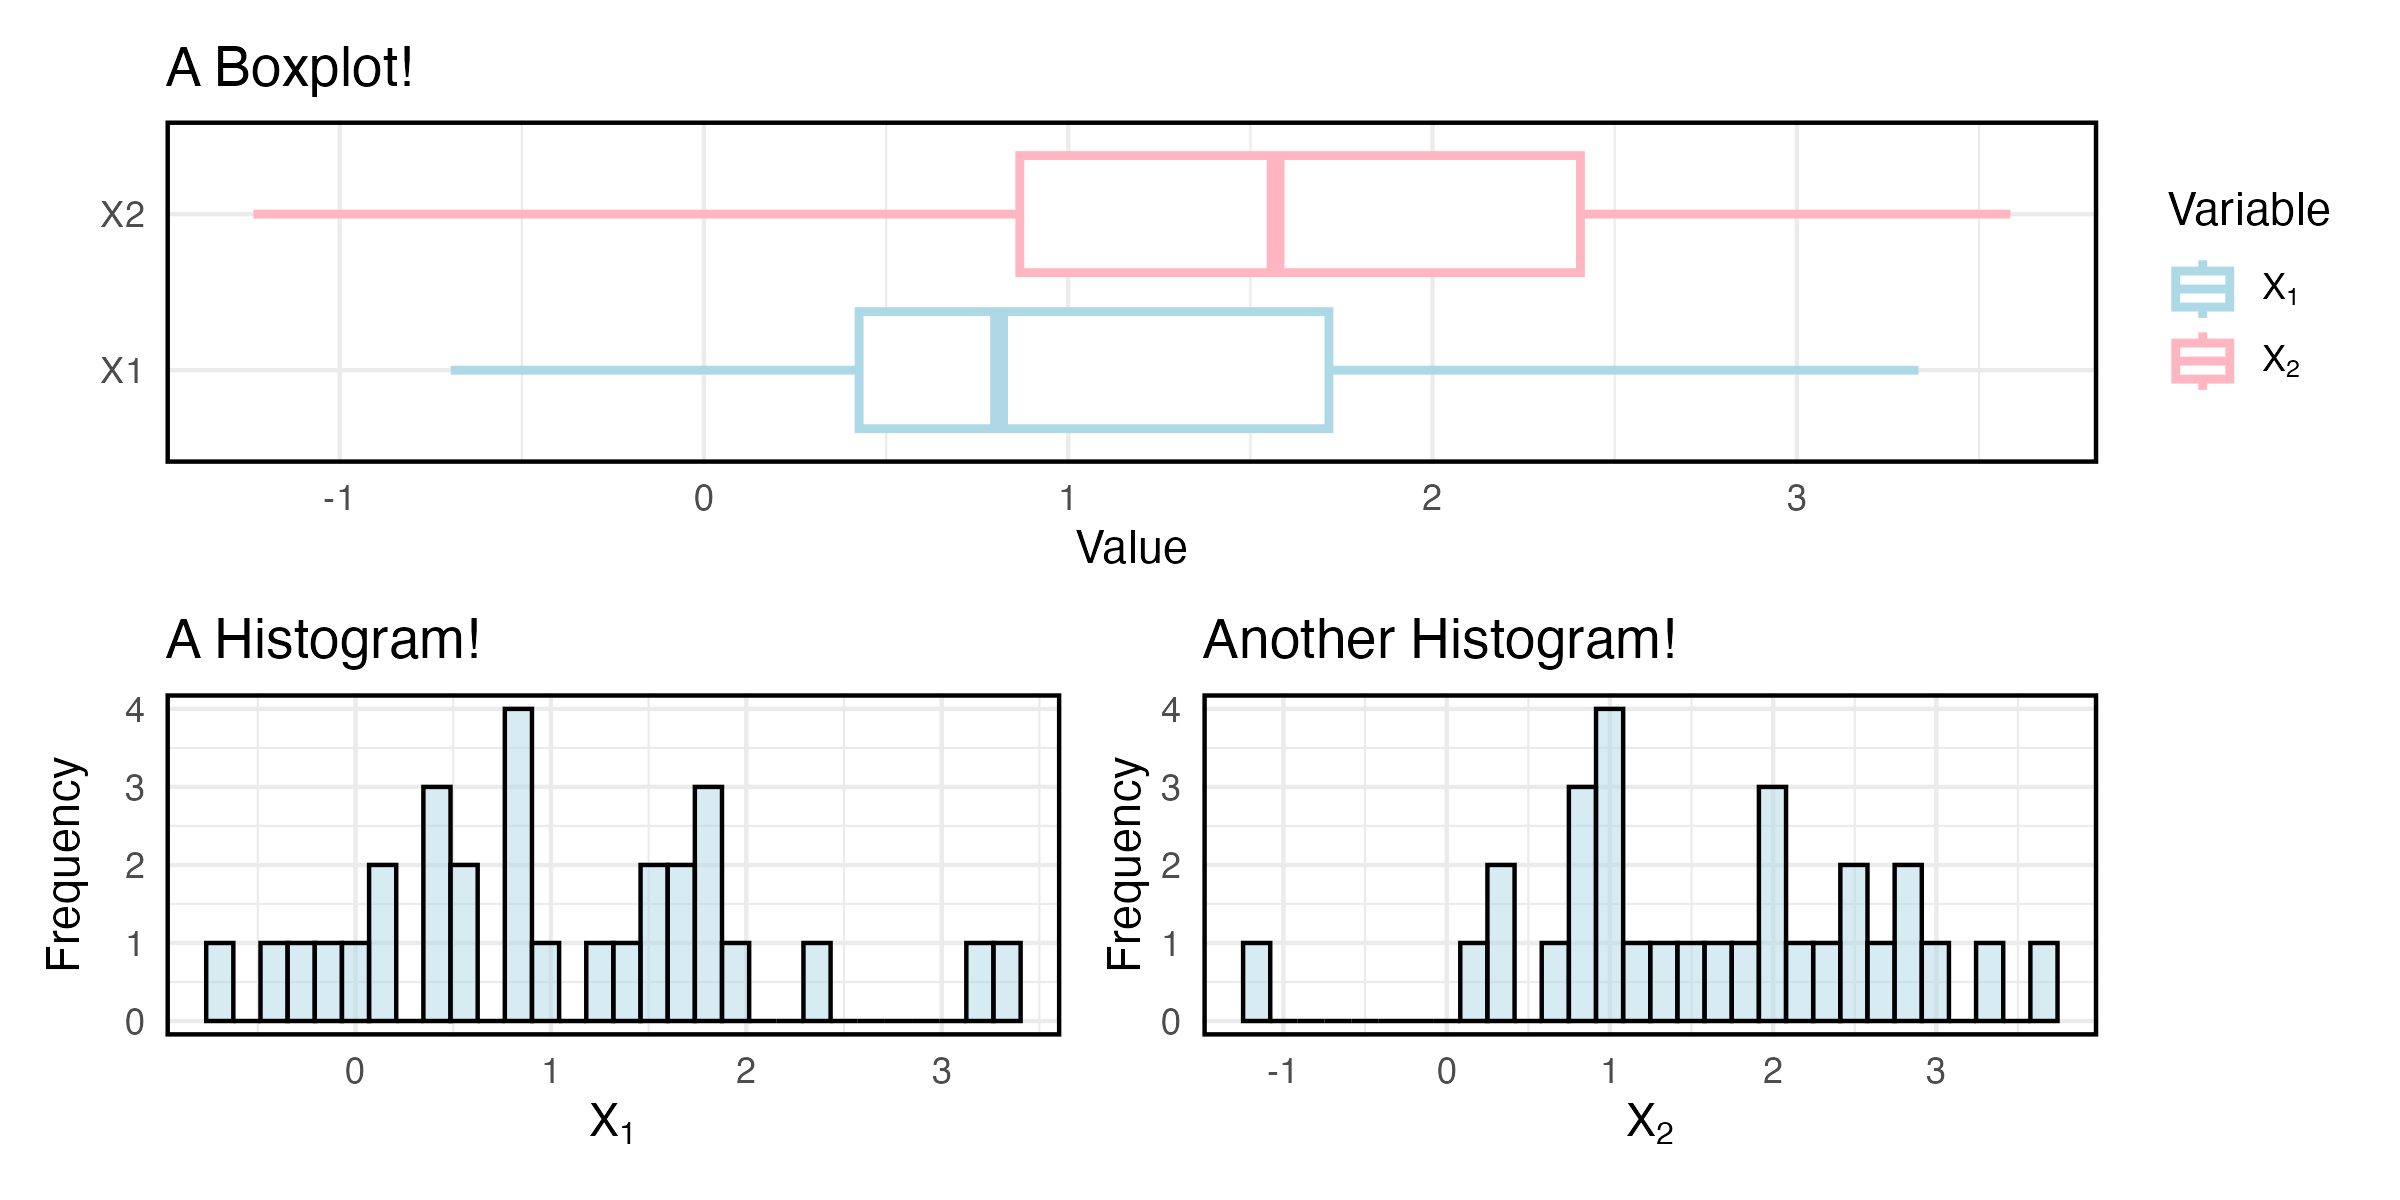 A Boxplot!
X2
X1
-1 0 1 2 3
Value
Variable
X₁
X₂
A Histogram!
Frequency
4
3
2
1
0
0 1 2 3
X₁
Another Histogram!
Frequency
4
3
2
1
0
-1 0 1 2 3
X₂